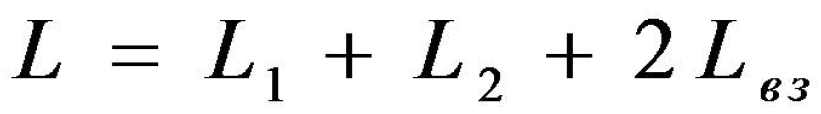 L = L₁ + L₂ + 2 Lвз